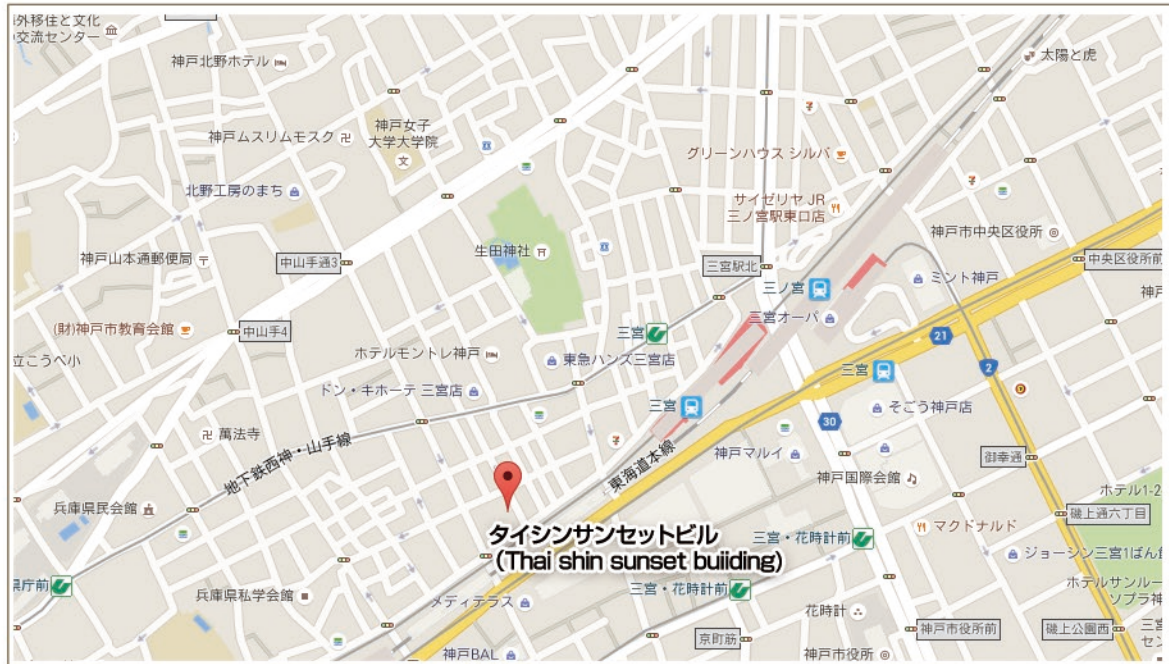 外移住と文化
の交流センター
神戸北野ホテル
太陽と虎
神戸ムスリムモスク
神戸女子
大学大学院
グリーンハウス シルバ
北野工房のまち
サイゼリヤ JR
三ノ宮駅東口店
神戸市中央区役所
生田神社
神戸山本通郵便局
中山手通3
三宮駅北
中央区役所前
ミント神戸
三ノ宮
神戸
三宮オーパ
(財)神戸市教育会館
中山手4
三宮
21
立こうべ小
ホテルモントレ神戸
東急ハンズ三宮店
三宮
2
ドン・キホーテ 三宮店
三宮
そごう神戸店
30
萬法寺
地下鉄西神・山手線
東海道本線
神戸マルイ
御幸通
神戸国際会館
ホテル1-2
兵庫県民会館
磯上通六丁目
マクドナルド
タイシンサンセットビル
(Thai shin sunset buiiding)
三宮・花時計前
ジョーシン三宮1ばん館
県庁前
兵庫県私学会館
メディテラス
三宮・花時計前
ホテルサンルー
ソプラ神
花時計
京町筋
神戸市役所前
磯上公園西
三宮
セン
神戸BAL
神戸市役所